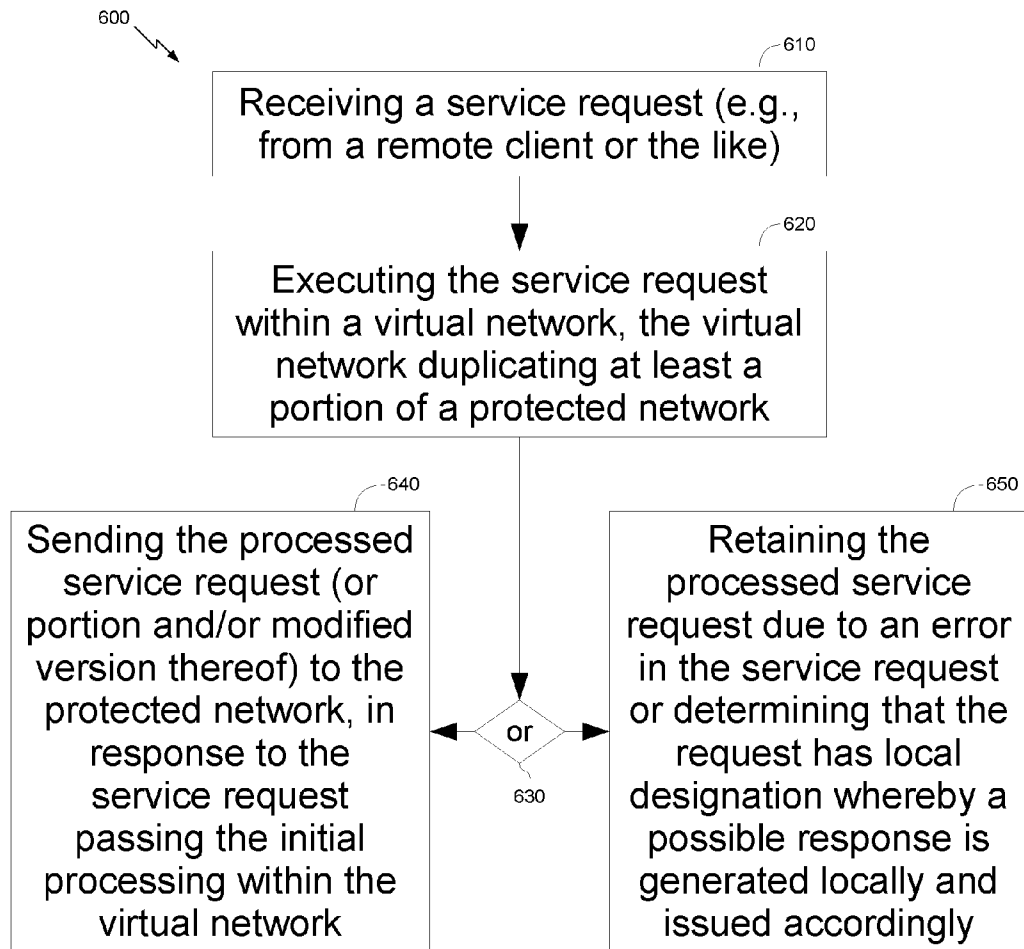 600
610
Receiving a service request (e.g.,
from a remote client or the like)
620
Executing the service request
within a virtual network, the virtual
network duplicating at least a
portion of a protected network
640
Sending the processed
service request (or
portion and/or modified
version thereof) to the
protected network, in
response to the
service request
passing the initial
processing within the
virtual network
or
630
650
Retaining the
processed service
request due to an error
in the service request
or determining that the
request has local
designation whereby a
possible response is
generated locally and
issued accordingly